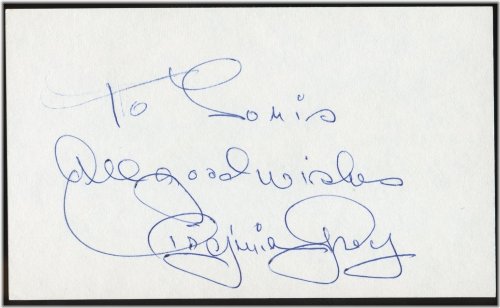 To Louis
All good wishes
Virginia Grey